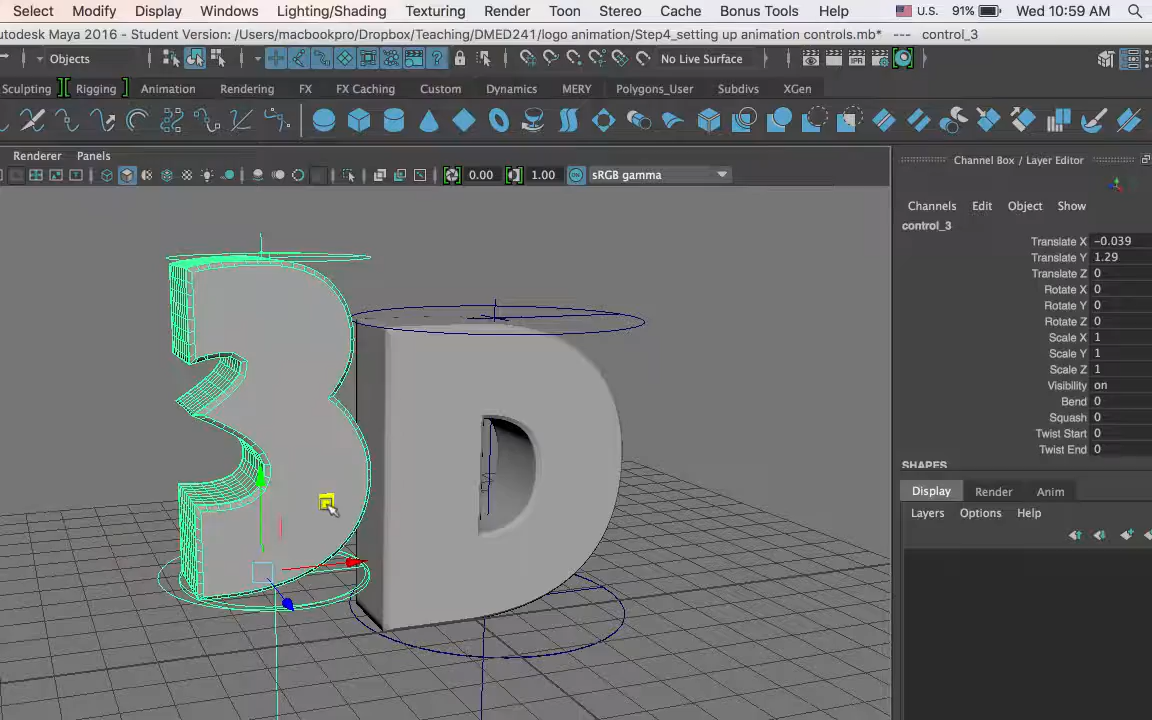 Select Modify Display Windows Lighting/Shading Texturing Render Toon Stereo Cache Bonus Tools Help U.S. 91% Wed 10:59 AM
utodesk Maya 2016 - Student Version: /Users/macbookpro/Dropbox/Teaching/DMED241/logo animation/Step4_setting up animation controls.mb* --- control_3
Objects No Live Surface
Sculpting Rigging Animation Rendering FX FX Caching Custom Dynamics MERY Polygons_User Subdivs XGen
IPR
Renderer Panels
0.00 1.00 ON sRGB gamma
Channel Box / Layer Editor
Channels Edit Object Show
control_3
Translate X -0.039
Translate Y 1.29
Translate Z 0
Rotate X 0
Rotate Y 0
Rotate Z 0
Scale X 1
Scale Y 1
Scale Z 1
Visibility on
Bend 0
Squash 0
Twist Start 0
Twist End 0
SHAPES
Display Render Anim
Layers Options Help
3D